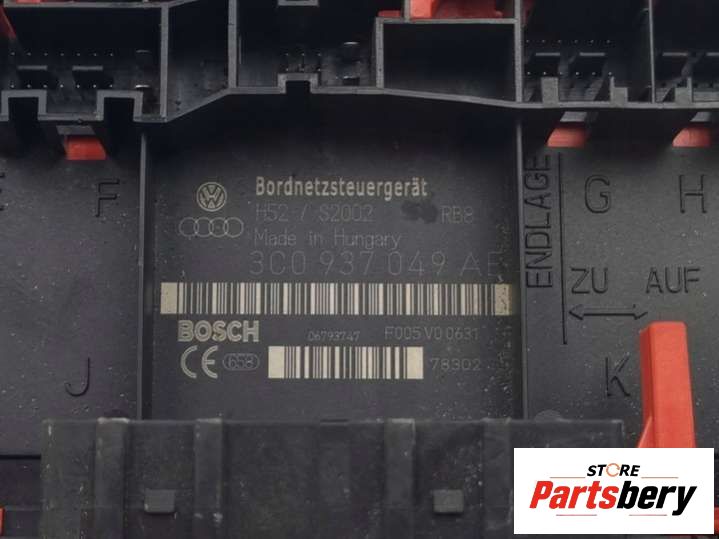 Bordnetzsteuergerät
H52 / S2002 RB8
Made in Hungary
3C0 937 049
BOSCH 06793747 F005 V0 0631
CE 658 78302
F
J
ENDLAGE
G H
ZU AUF
K
STORE
Partsbery